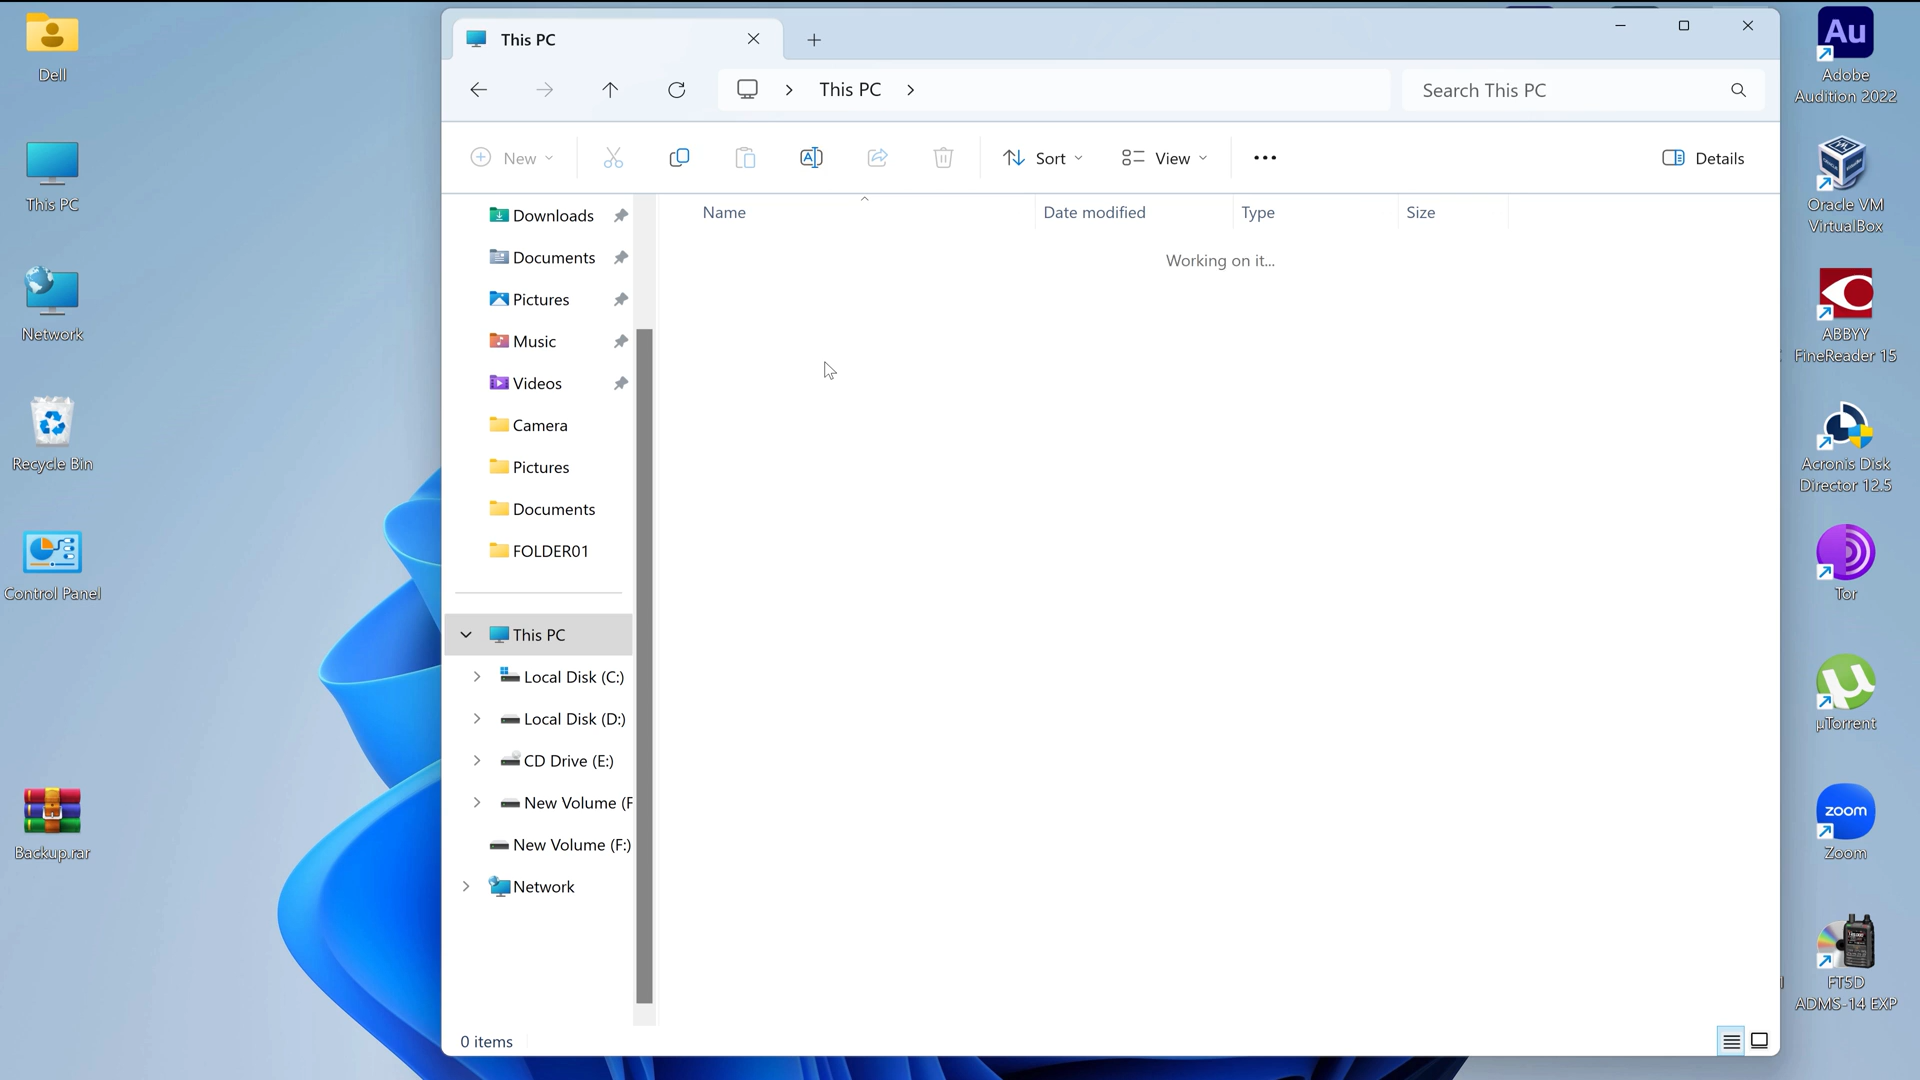 Dell
This PC
Network
Recycle Bin
Control Panel
Backup.rar
This PC
This PC
Search This PC
New
Sort
View
Details
Downloads
Documents
Pictures
Music
Videos
Camera
Pictures
Documents
FOLDER01
This PC
Local Disk (C:)
Local Disk (D:)
CD Drive (E:)
New Volume (F
New Volume (F:)
Network
Name
Date modified
Type
Size
Working on it...
0 items
Au
Adobe
Audition 2022
Oracle VM
VirtualBox
ABBYY
FineReader 15
Acronis Disk
Director 12.5
Tor
µTorrent
zoom
Zoom
FT5D
ADMS-14 EXP